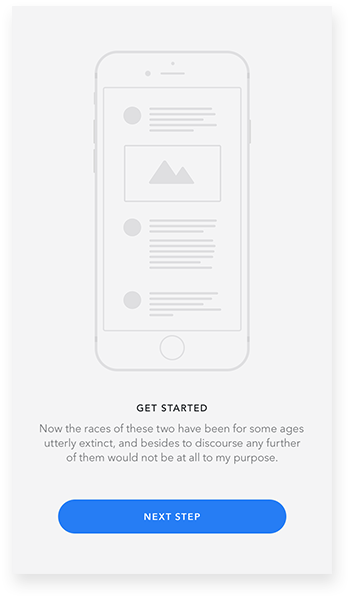 GET STARTED
Now the races of these two have been for some ages
utterly extinct, and besides to discourse any further
of them would not be at all to my purpose.
NEXT STEP